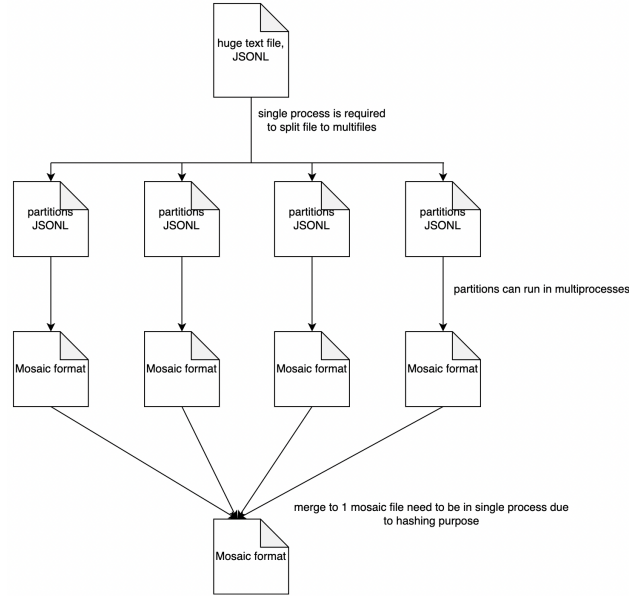 huge text file,
JSONL
single process is required
to split file to multifiles
partitions
JSONL
partitions
JSONL
partitions
JSONL
partitions
JSONL
partitions can run in multiprocesses
Mosaic format
Mosaic format
Mosaic format
Mosaic format
merge to 1 mosaic file need to be in single process due
to hashing purpose
Mosaic format